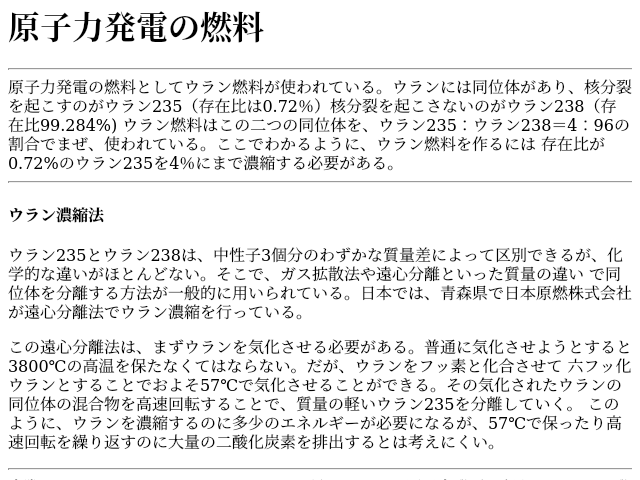 原子力発電の燃料
原子力発電の燃料としてウラン燃料が使われている。ウランには同位体があり、核分裂
を起こすのがウラン235（存在比は0.72%）核分裂を起こさないのがウラン238（存
在比99.284%) ウラン燃料はこの二つの同位体を、ウラン235：ウラン238＝4：96の
割合でまぜ、使われている。ここでわかるように、ウラン燃料を作るには 存在比が
0.72%のウラン235を4%にまで濃縮する必要がある。
ウラン濃縮法
ウラン235とウラン238は、中性子3個分のわずかな質量差によって区別できるが、化
学的な違いがほとんどない。そこで、ガス拡散法や遠心分離といった質量の違い で同
位体を分離する方法が一般的に用いられている。日本では、青森県で日本原燃株式会社
が遠心分離法でウラン濃縮を行っている。
この遠心分離法は、まずウランを気化させる必要がある。普通に気化させようとすると
3800℃の高温を保たなくてはならない。だが、ウランをフッ素と化合させて 六フッ化
ウランとすることでおよそ57℃で気化させることができる。その気化されたウランの
同位体の混合物を高速回転することで、質量の軽いウラン235を分離していく。 この
ように、ウランを濃縮するのに多少のエネルギーが必要になるが、57℃で保ったり高
速回転を繰り返すのに大量の二酸化炭素を排出するとは考えにくい。